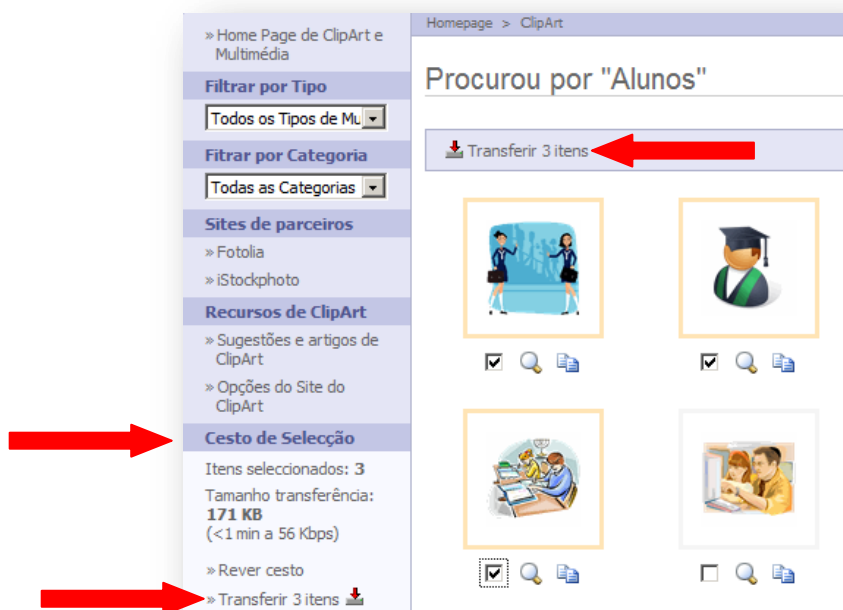 » Home Page de ClipArt e
Multimédia
Filtrar por Tipo
Todos os Tipos de Mu
Fitrar por Categoria
Todas as Categorias
Sites de parceiros
» Fotolia
» iStockphoto
Recursos de ClipArt
» Sugestões e artigos de
ClipArt
» Opções do Site do
ClipArt
Cesto de Selecção
Itens seleccionados: 3
Tamanho transferência:
171 KB
(<1 min a 56 Kbps)
» Rever cesto
» Transferir 3 itens
Homepage > ClipArt
Procurou por "Alunos"
Transferir 3 itens